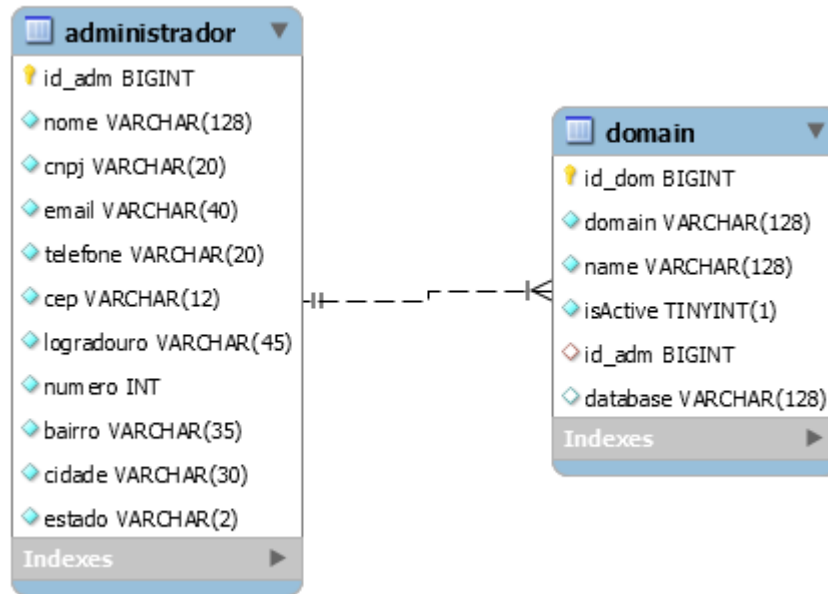 administrador
id_adm BIGINT
nome VARCHAR(128)
cnpj VARCHAR(20)
email VARCHAR(40)
telefone VARCHAR(20)
cep VARCHAR(12)
logradouro VARCHAR(45)
numero INT
bairro VARCHAR(35)
cidade VARCHAR(30)
estado VARCHAR(2)
Indexes
domain
id_dom BIGINT
domain VARCHAR(128)
name VARCHAR(128)
isActive TINYINT(1)
id_adm BIGINT
database VARCHAR(128)
Indexes